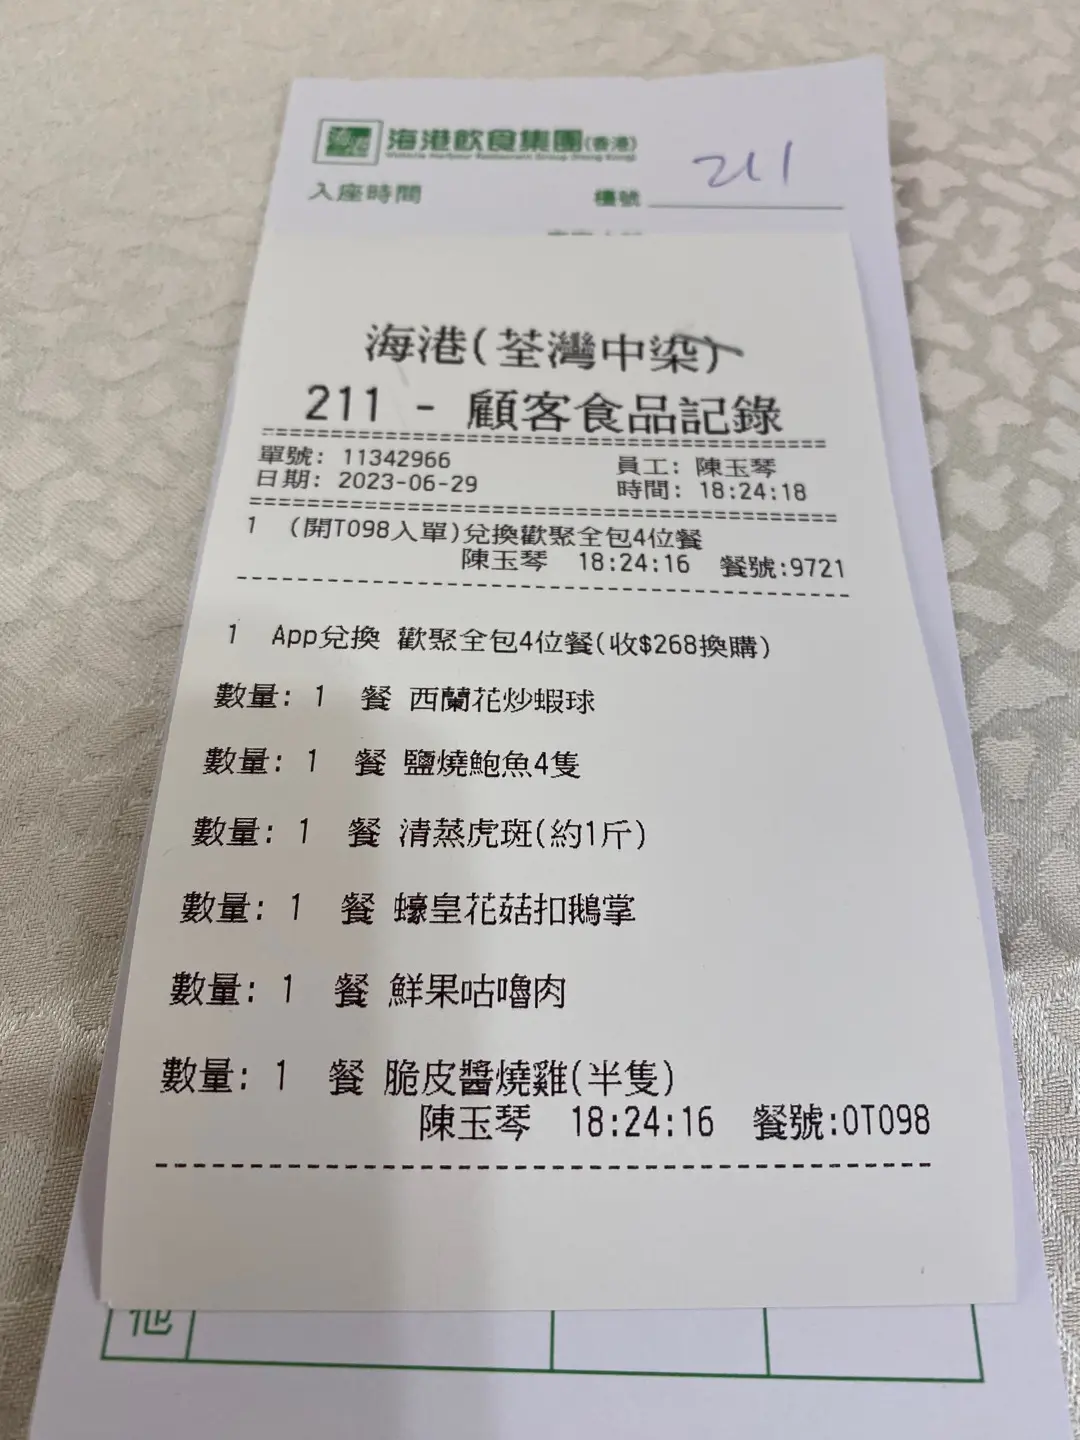 海港飲食集團(香港)
Victoria Harbour Restaurant Group (Hong Kong)
入座時間 檯號 211
海港(荃灣中染)
211 - 顧客食品記錄
單號: 11342966 員工: 陳玉琴
日期: 2023-06-29 時間: 18:24:18
1 (開T098入單)兌換歡聚全包4位餐
陳玉琴 18:24:16 餐號:9721
1 App兌換 歡聚全包4位餐(收$268換購)
數量: 1 餐 西蘭花炒蝦球
數量: 1 餐 鹽燒鮑魚4隻
數量: 1 餐 清蒸虎斑(約1斤)
數量: 1 餐 蠔皇花菇扣鵝掌
數量: 1 餐 鮮果咕嚕肉
數量: 1 餐 脆皮醬燒雞(半隻)
陳玉琴 18:24:16 餐號:0T098
他